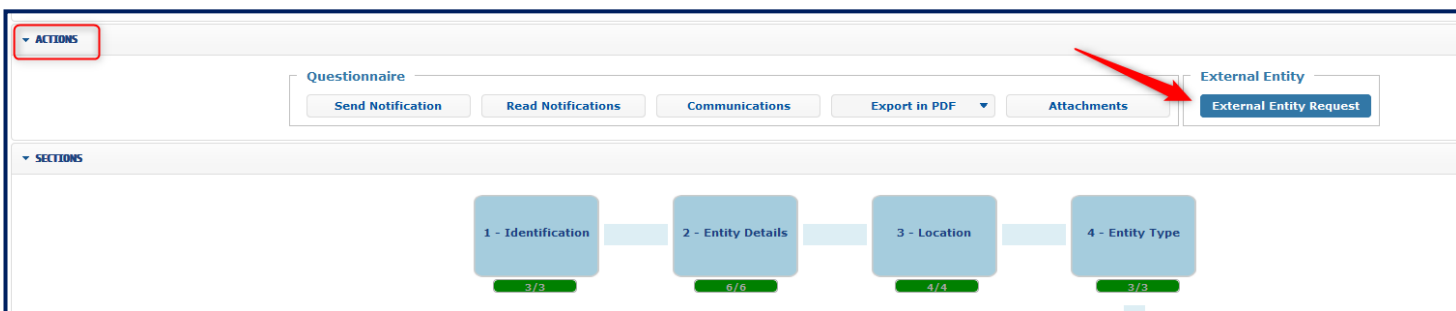 ACTIONS
Questionnaire
Send Notification
Read Notifications
Communications
Export in PDF
Attachments
External Entity
External Entity Request
SECTIONS
1 - Identification
2 - Entity Details
3 - Location
4 - Entity Type
3/3
6/6
4/4
3/3